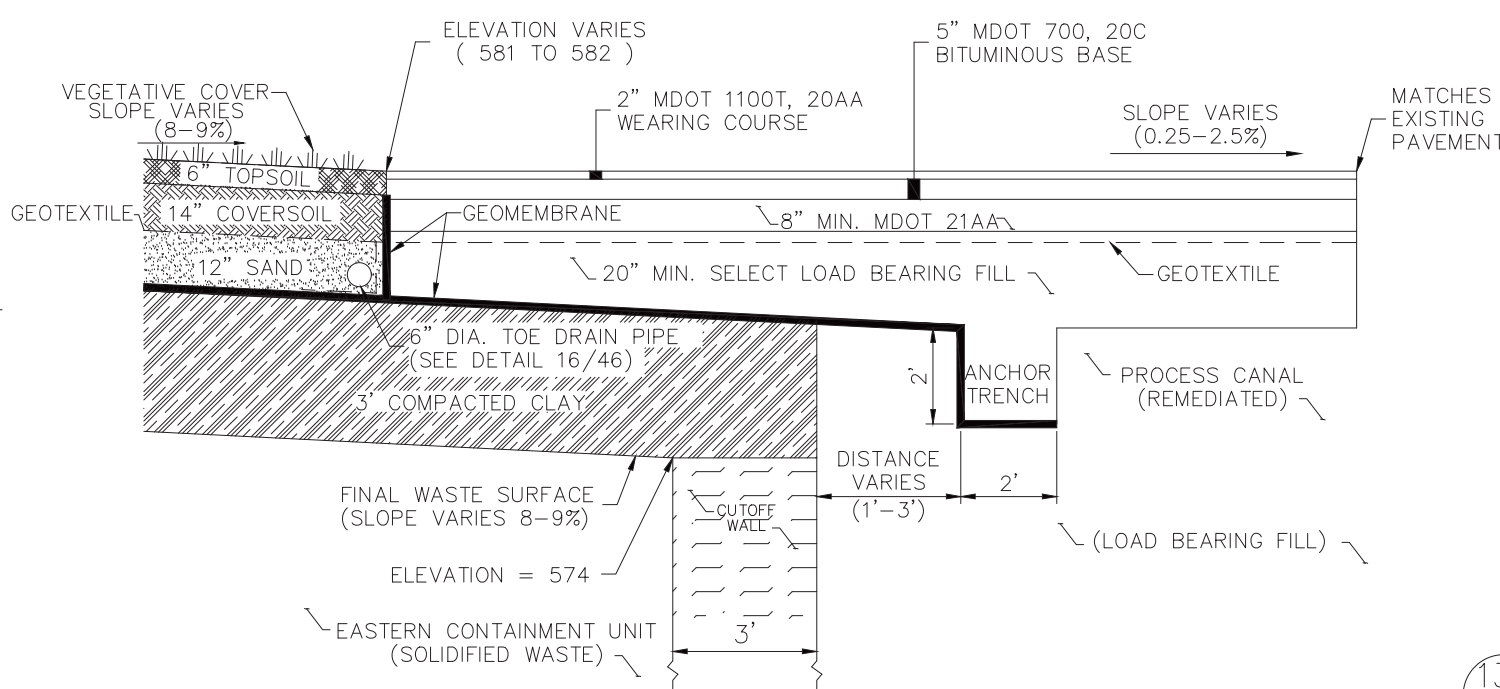 ELEVATION VARIES
( 581 TO 582 )
5" MDOT 700, 20C
BITUMINOUS BASE
VEGETATIVE COVER
SLOPE VARIES
(8-9%)
2" MDOT 1100T, 20AA
WEARING COURSE
SLOPE VARIES
(0.25-2.5%)
MATCHES
EXISTING
PAVEMENT
6" TOPSOIL
GEOTEXTILE
14" COVERSOIL
GEOMEMBRANE
8" MIN. MDOT 21AA
12" SAND
20" MIN. SELECT LOAD BEARING FILL
GEOTEXTILE
6" DIA. TOE DRAIN PIPE
(SEE DETAIL 16/46)
2'
ANCHOR
TRENCH
PROCESS CANAL
(REMEDIATED)
3' COMPACTED CLAY
DISTANCE
VARIES
(1'-3')
2'
FINAL WASTE SURFACE
(SLOPE VARIES 8-9%)
CUTOFF
WALL
(LOAD BEARING FILL)
ELEVATION = 574
EASTERN CONTAINMENT UNIT
(SOLIDIFIED WASTE)
3'